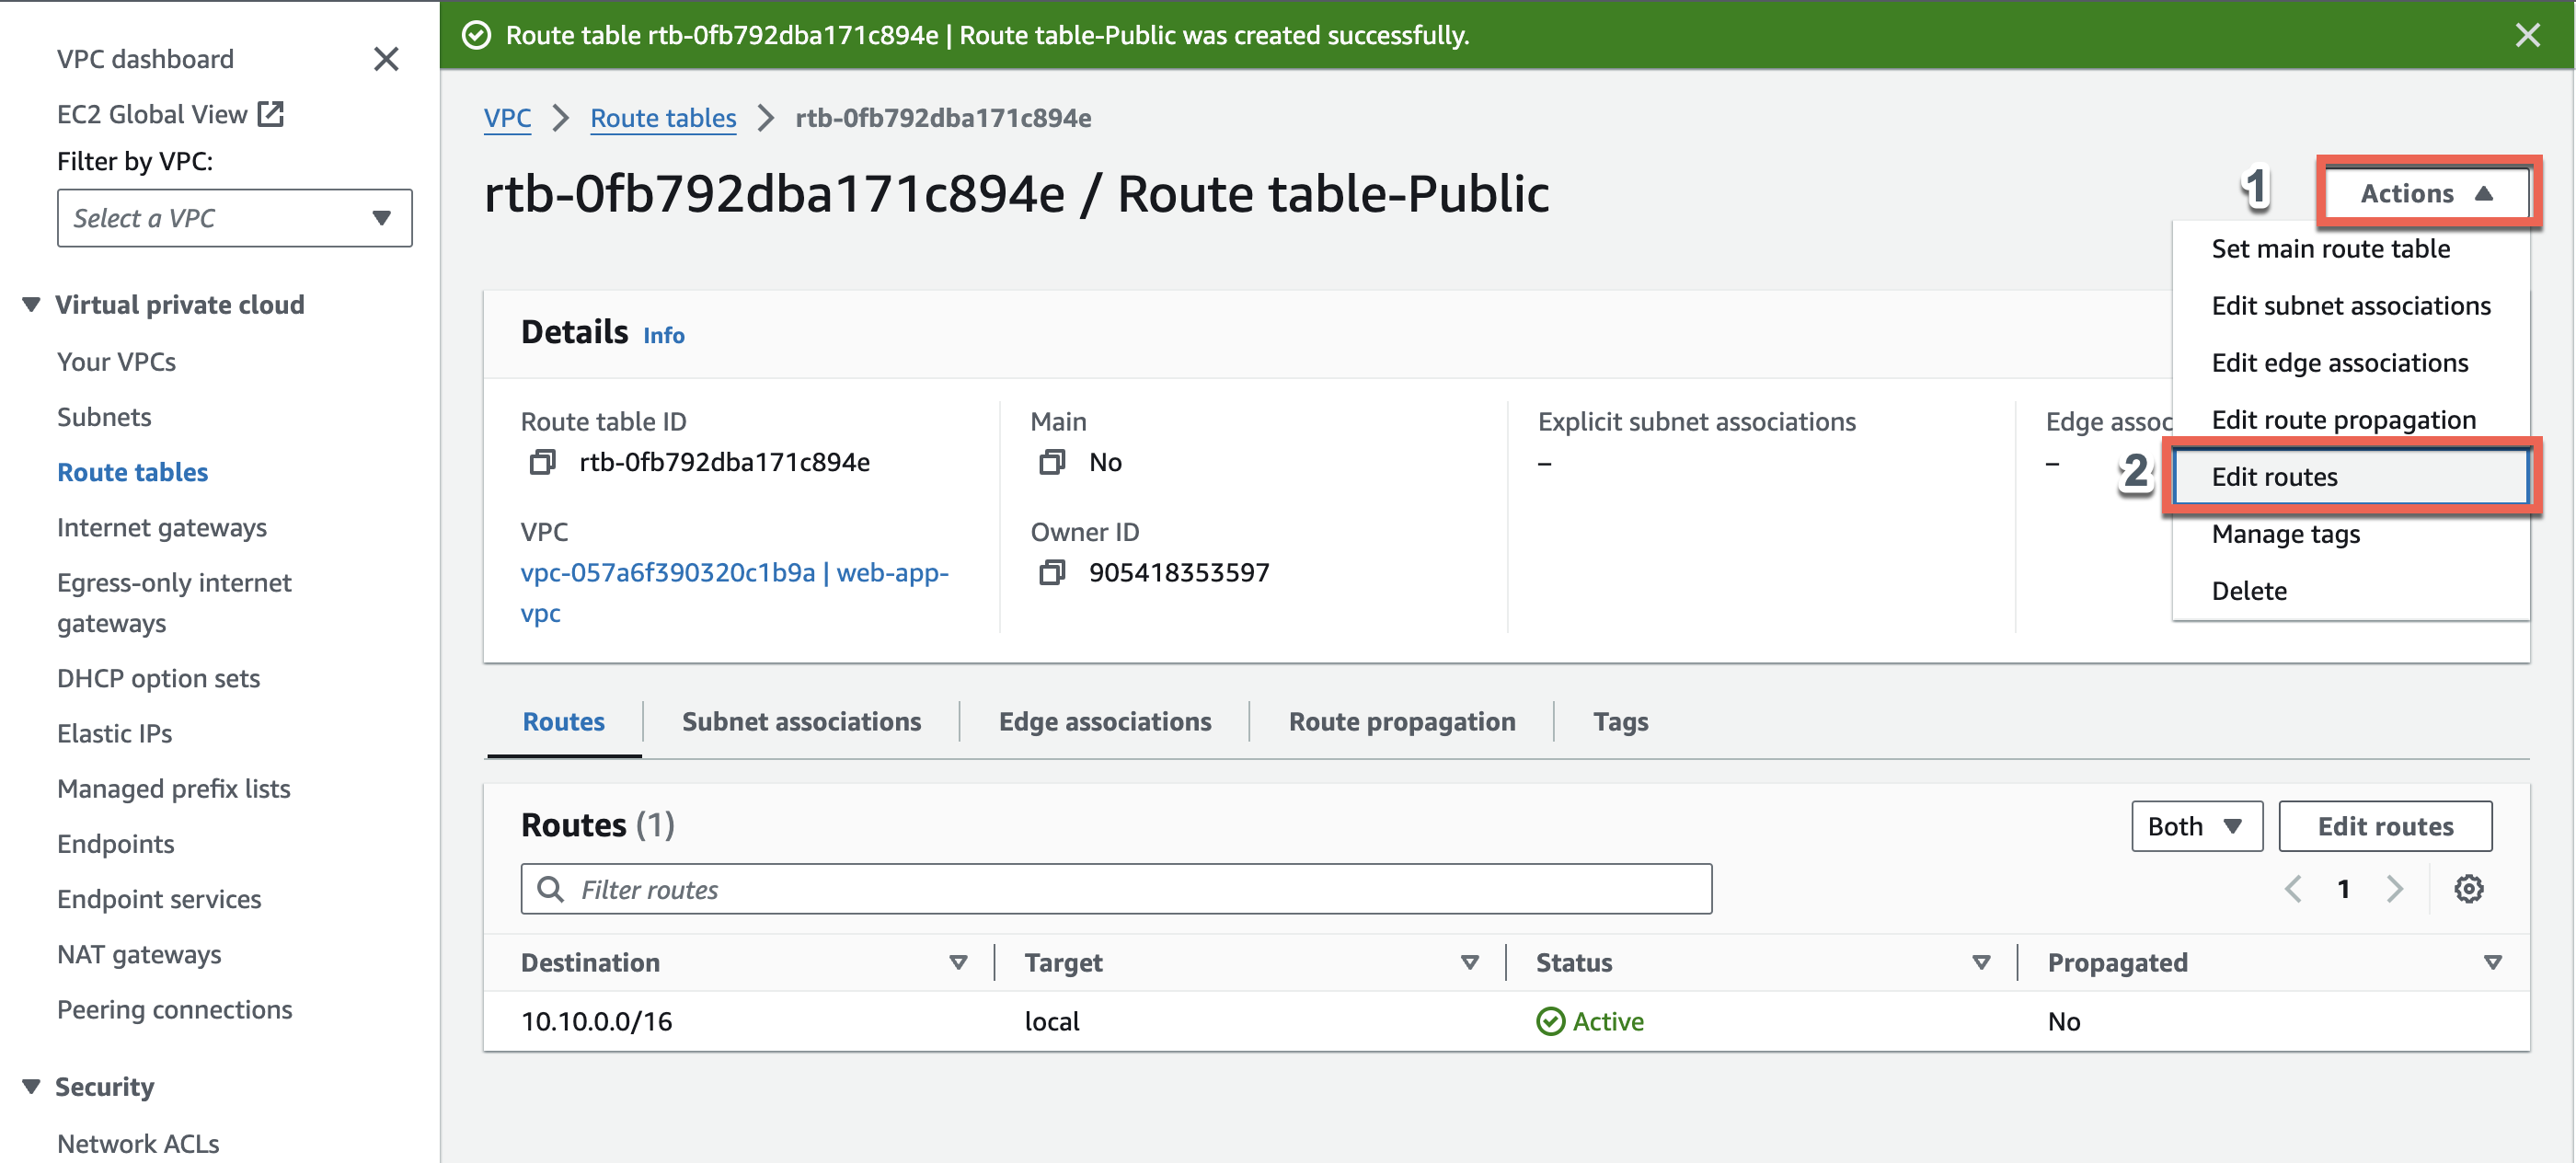 Route table rtb-0fb792dba171c894e | Route table-Public was created successfully.
VPC dashboard
EC2 Global View
Filter by VPC:
Select a VPC
Virtual private cloud
Your VPCs
Subnets
Route tables
Internet gateways
Egress-only internet
gateways
DHCP option sets
Elastic IPs
Managed prefix lists
Endpoints
Endpoint services
NAT gateways
Peering connections
Security
Network ACLs
VPC Route tables rtb-0fb792dba171c894e
rtb-0fb792dba171c894e / Route table-Public
1
Actions
Set main route table
Edit subnet associations
Edit edge associations
Edit route propagation
2
Edit routes
Manage tags
Delete
Details Info
Route table ID
rtb-0fb792dba171c894e
Main
No
Explicit subnet associations
–
Edge assoc
–
VPC
vpc-057a6f390320c1b9a | web-app-
vpc
Owner ID
905418353597
Routes Subnet associations Edge associations Route propagation Tags
Routes (1)
Both Edit routes
Filter routes
1
Destination Target Status Propagated
10.10.0.0/16 local Active No